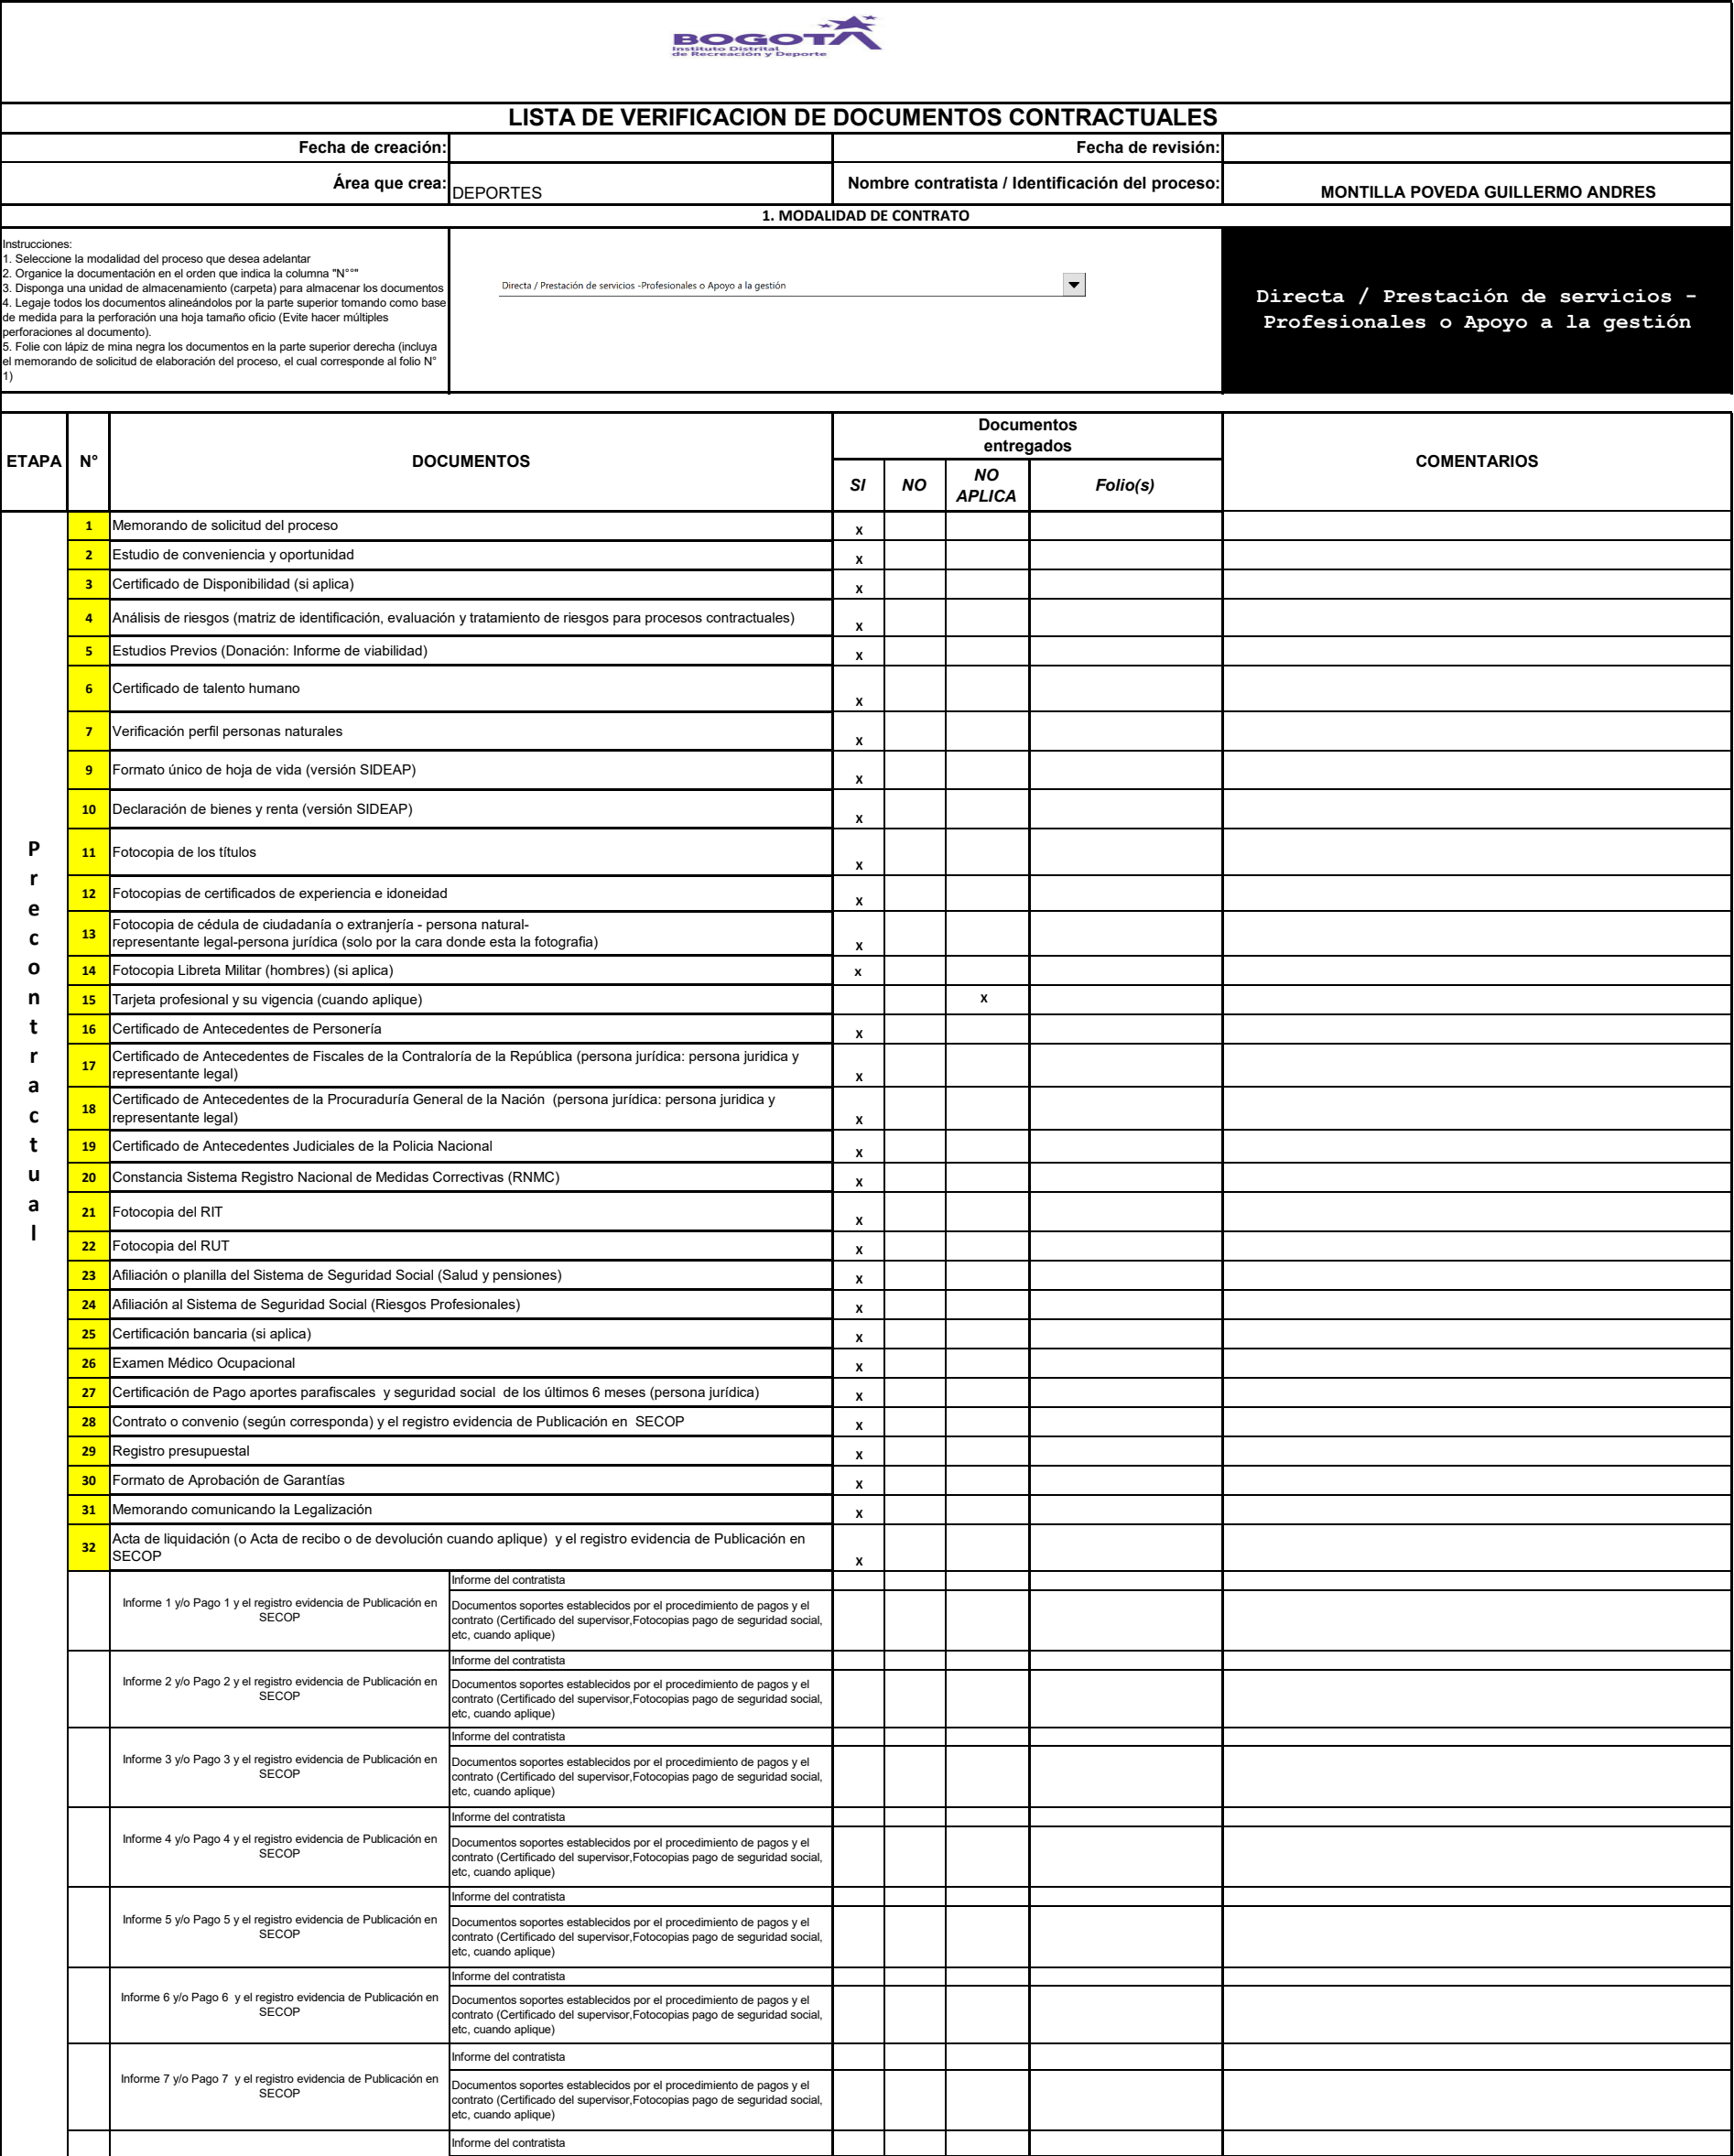 BOGOTÁ
Instituto Distrital
de Recreación y Deporte
LISTA DE VERIFICACION DE DOCUMENTOS CONTRACTUALES
Fecha de creación:
Fecha de revisión:
Área que crea: DEPORTES
Nombre contratista / Identificación del proceso: MONTILLA POVEDA GUILLERMO ANDRES
1. MODALIDAD DE CONTRATO
Instrucciones:
1. Seleccione la modalidad del proceso que desea adelantar
2. Organice la documentación en el orden que indica la columna "N°°"
3. Disponga una unidad de almacenamiento (carpeta) para almacenar los documentos
4. Legaje todos los documentos alineándolos por la parte superior tomando como base
de medida para la perforación una hoja tamaño oficio (Evite hacer múltiples
perforaciones al documento).
5. Folie con lápiz de mina negra los documentos en la parte superior derecha (incluya
el memorando de solicitud de elaboración del proceso, el cual corresponde al folio N°
1)
Directa / Prestación de servicios -Profesionales o Apoyo a la gestión
Directa / Prestación de servicios -
Profesionales o Apoyo a la gestión
ETAPA N° DOCUMENTOS
Documentos
entregados
SI NO NO
APLICA
Folio(s)
COMENTARIOS
Precontractual
1 Memorando de solicitud del proceso x
2 Estudio de conveniencia y oportunidad x
3 Certificado de Disponibilidad (si aplica) x
4 Análisis de riesgos (matriz de identificación, evaluación y tratamiento de riesgos para procesos contractuales) x
5 Estudios Previos (Donación: Informe de viabilidad) x
6 Certificado de talento humano x
7 Verificación perfil personas naturales x
9 Formato único de hoja de vida (versión SIDEAP) x
10 Declaración de bienes y renta (versión SIDEAP) x
11 Fotocopia de los títulos x
12 Fotocopias de certificados de experiencia e idoneidad x
13 Fotocopia de cédula de ciudadanía o extranjería - persona natural-
representante legal-persona jurídica (solo por la cara donde esta la fotografia) x
14 Fotocopia Libreta Militar (hombres) (si aplica) x
15 Tarjeta profesional y su vigencia (cuando aplique) x
16 Certificado de Antecedentes de Personería x
17 Certificado de Antecedentes de Fiscales de la Contraloría de la República (persona jurídica: persona juridica y
representante legal) x
18 Certificado de Antecedentes de la Procuraduría General de la Nación (persona jurídica: persona juridica y
representante legal) x
19 Certificado de Antecedentes Judiciales de la Policia Nacional x
20 Constancia Sistema Registro Nacional de Medidas Correctivas (RNMC) x
21 Fotocopia del RIT x
22 Fotocopia del RUT x
23 Afiliación o planilla del Sistema de Seguridad Social (Salud y pensiones) x
24 Afiliación al Sistema de Seguridad Social (Riesgos Profesionales) x
25 Certificación bancaria (si aplica) x
26 Examen Médico Ocupacional x
27 Certificación de Pago aportes parafiscales y seguridad social de los últimos 6 meses (persona jurídica) x
28 Contrato o convenio (según corresponda) y el registro evidencia de Publicación en SECOP x
29 Registro presupuestal x
30 Formato de Aprobación de Garantías x
31 Memorando comunicando la Legalización x
32 Acta de liquidación (o Acta de recibo o de devolución cuando aplique) y el registro evidencia de Publicación en
SECOP x
Informe 1 y/o Pago 1 y el registro evidencia de Publicación en
SECOP
Informe del contratista
Documentos soportes establecidos por el procedimiento de pagos y el
contrato (Certificado del supervisor,Fotocopias pago de seguridad social,
etc, cuando aplique)
Informe 2 y/o Pago 2 y el registro evidencia de Publicación en
SECOP
Informe del contratista
Documentos soportes establecidos por el procedimiento de pagos y el
contrato (Certificado del supervisor,Fotocopias pago de seguridad social,
etc, cuando aplique)
Informe 3 y/o Pago 3 y el registro evidencia de Publicación en
SECOP
Informe del contratista
Documentos soportes establecidos por el procedimiento de pagos y el
contrato (Certificado del supervisor,Fotocopias pago de seguridad social,
etc, cuando aplique)
Informe 4 y/o Pago 4 y el registro evidencia de Publicación en
SECOP
Informe del contratista
Documentos soportes establecidos por el procedimiento de pagos y el
contrato (Certificado del supervisor,Fotocopias pago de seguridad social,
etc, cuando aplique)
Informe 5 y/o Pago 5 y el registro evidencia de Publicación en
SECOP
Informe del contratista
Documentos soportes establecidos por el procedimiento de pagos y el
contrato (Certificado del supervisor,Fotocopias pago de seguridad social,
etc, cuando aplique)
Informe 6 y/o Pago 6 y el registro evidencia de Publicación en
SECOP
Informe del contratista
Documentos soportes establecidos por el procedimiento de pagos y el
contrato (Certificado del supervisor,Fotocopias pago de seguridad social,
etc, cuando aplique)
Informe 7 y/o Pago 7 y el registro evidencia de Publicación en
SECOP
Informe del contratista
Documentos soportes establecidos por el procedimiento de pagos y el
contrato (Certificado del supervisor,Fotocopias pago de seguridad social,
etc, cuando aplique)
Informe del contratista